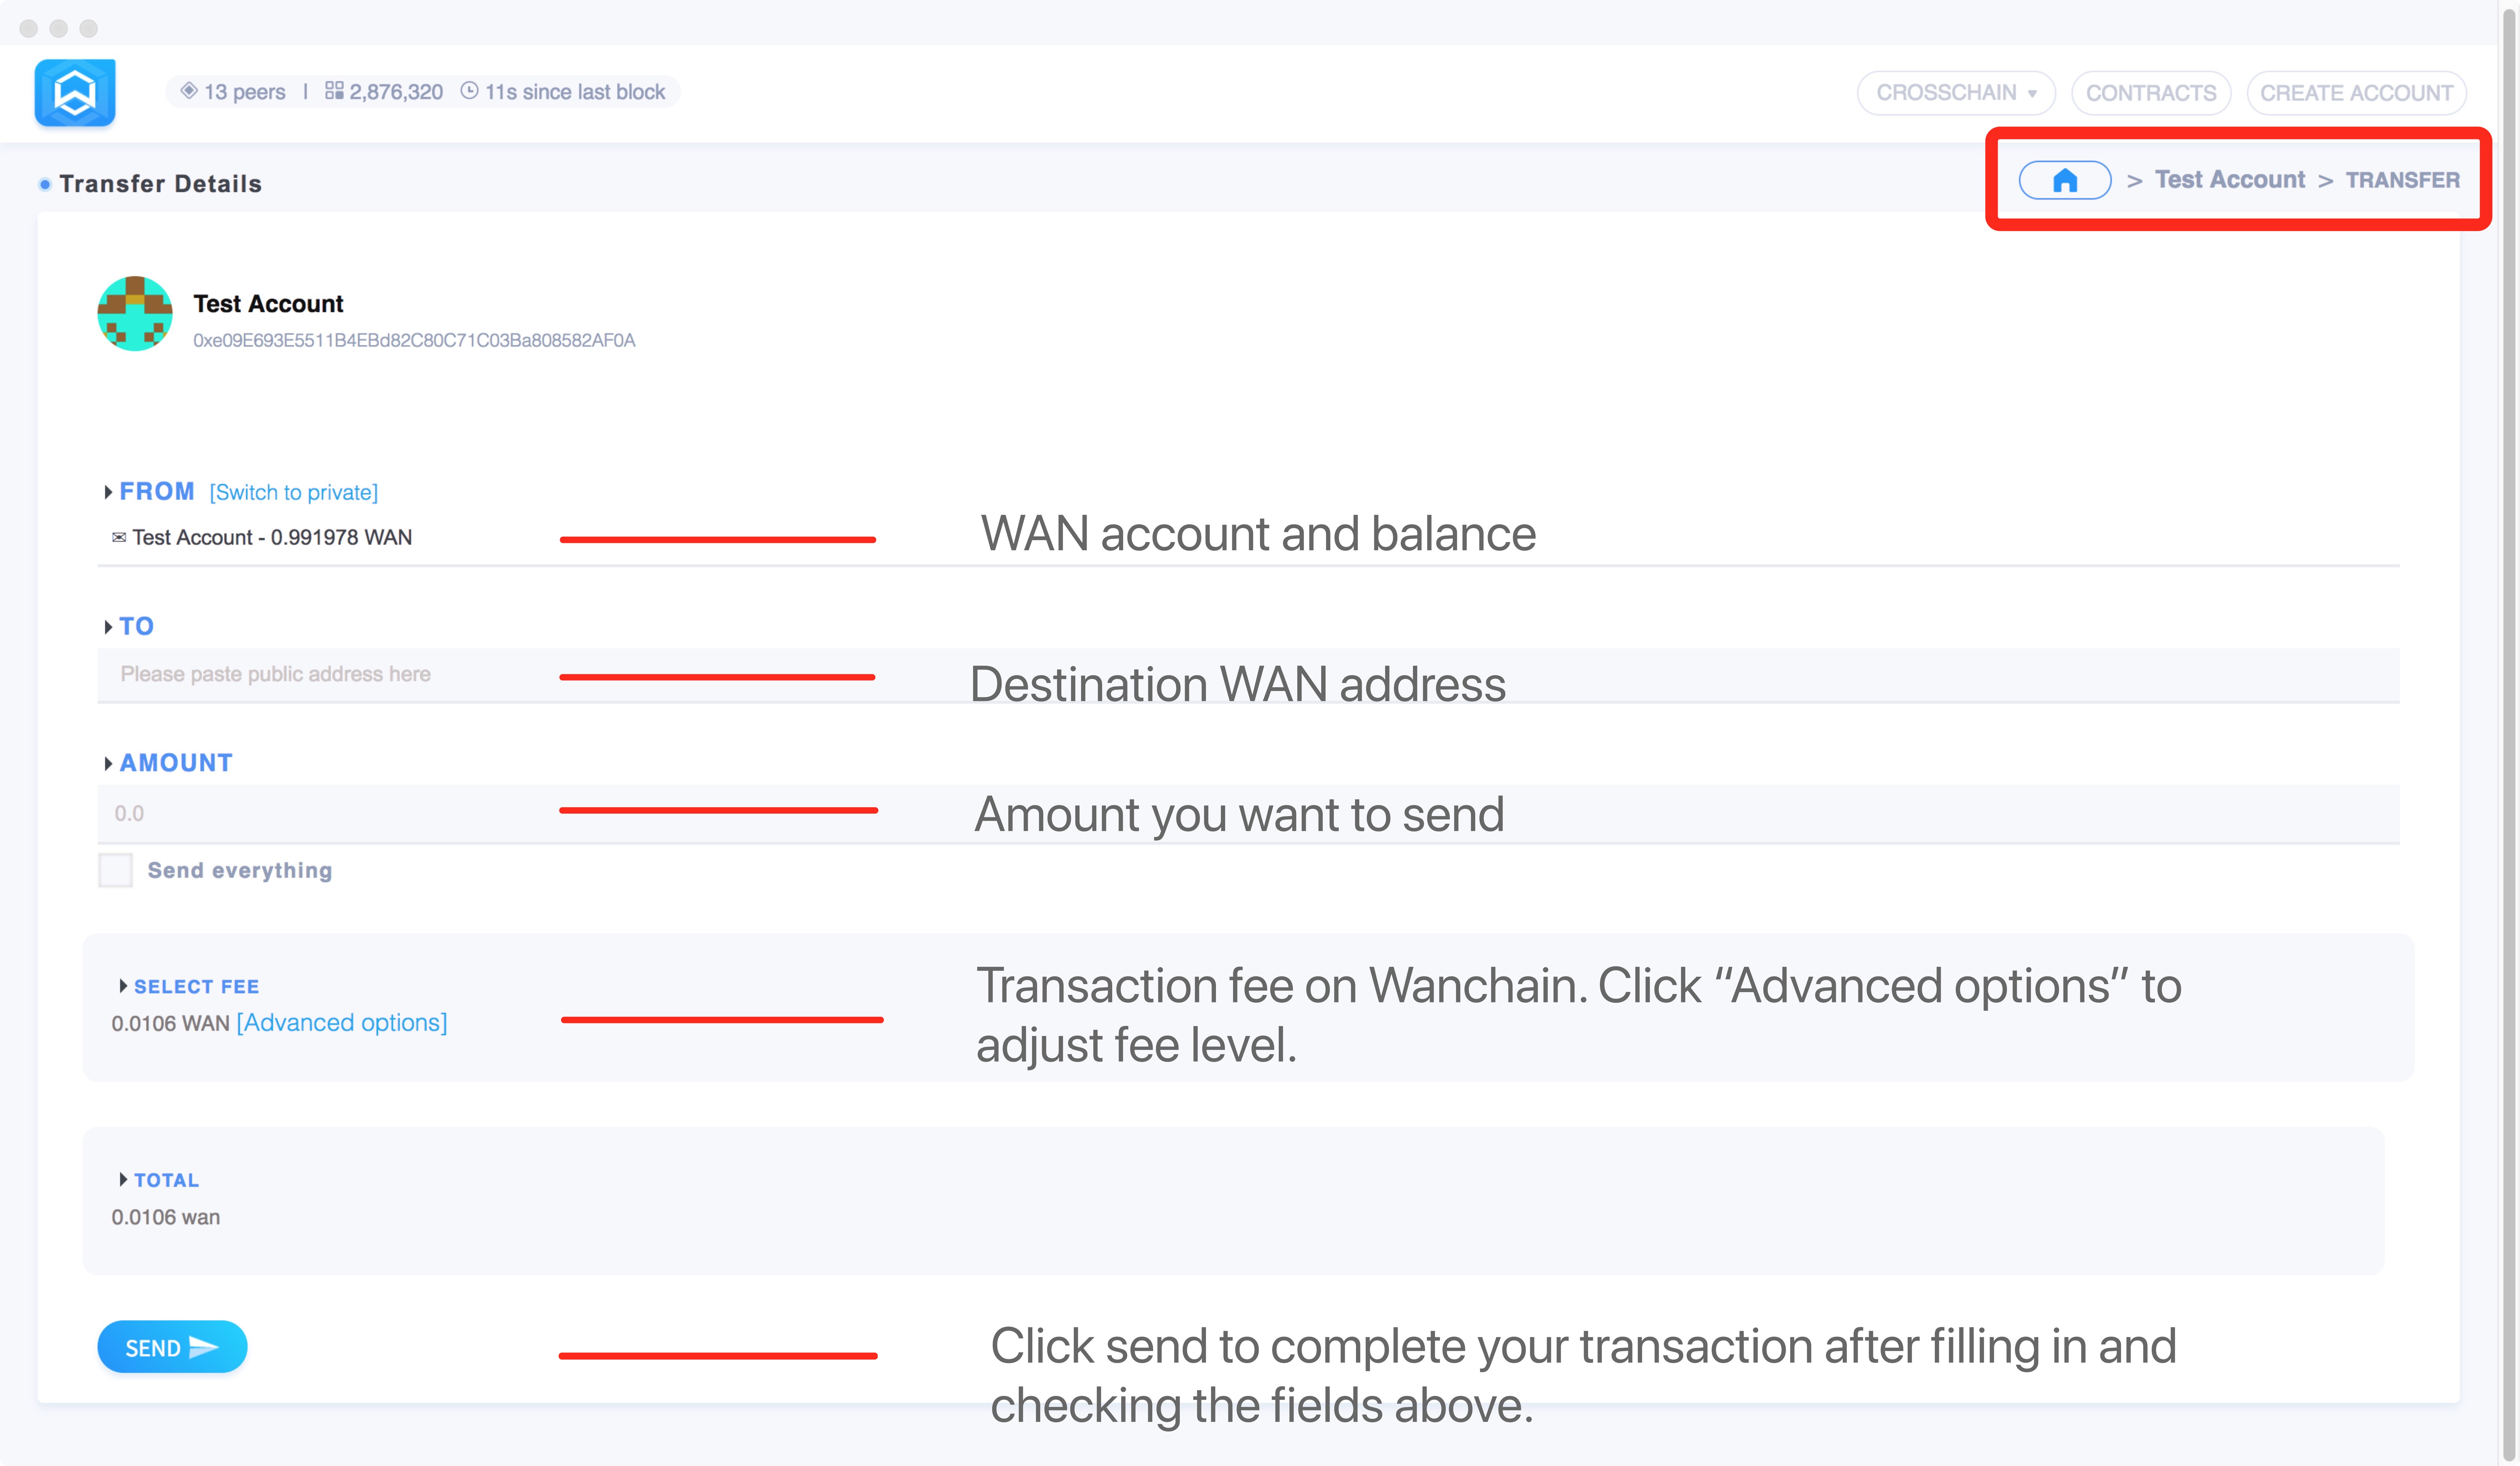 13 peers | 2,876,320 11s since last block
CROSSCHAIN ▾ CONTRACTS CREATE ACCOUNT
Transfer Details
> Test Account > TRANSFER
Test Account
0xe09E693E5511B4EBd82C80C71C03Ba808582AF0A
FROM [Switch to private]
Test Account - 0.991978 WAN
WAN account and balance
TO
Please paste public address here
Destination WAN address
AMOUNT
0.0
Amount you want to send
Send everything
SELECT FEE
0.0106 WAN [Advanced options]
Transaction fee on Wanchain. Click “Advanced options” to
adjust fee level.
TOTAL
0.0106 wan
SEND
Click send to complete your transaction after filling in and
checking the fields above.